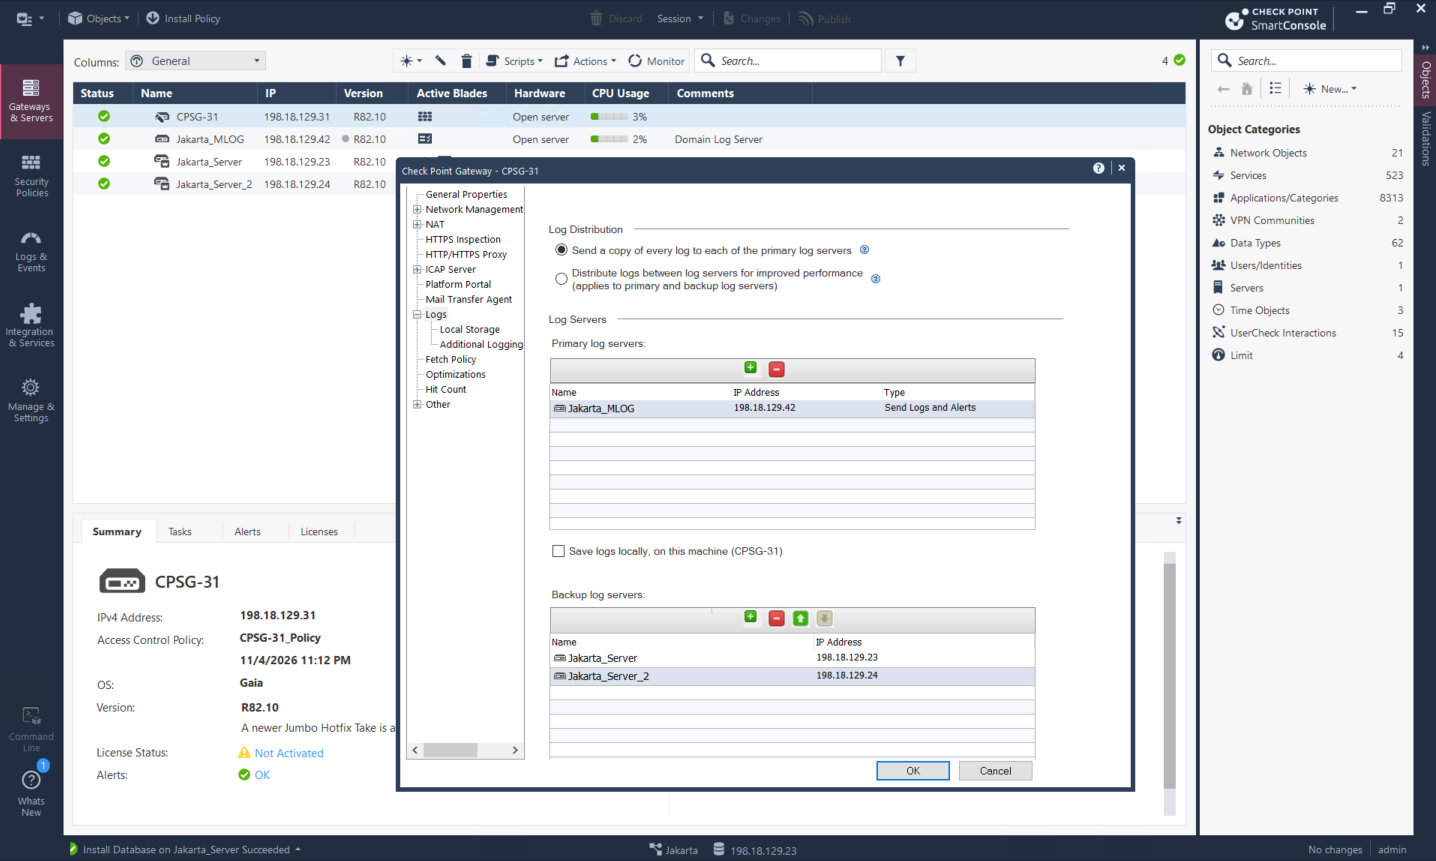 Objects
Install Policy
Discard
Session
Changes
Publish
CHECK POINT
SmartConsole
Gateways
& Servers
Security
Policies
Logs &
Events
Integration
& Services
Manage &
Settings
Command
Line
1
Whats
New
Columns:
General
Scripts
Actions
Monitor
Search...
4
Status Name IP Version Active Blades Hardware CPU Usage Comments
CPSG-31 198.18.129.31 R82.10 Open server 3%
Jakarta_MLOG 198.18.129.42 R82.10 Open server 2% Domain Log Server
Jakarta_Server 198.18.129.23 R82.10
Jakarta_Server_2 198.18.129.24 R82.10
Check Point Gateway - CPSG-31
?
General Properties
Network Management
NAT
HTTPS Inspection
HTTP/HTTPS Proxy
ICAP Server
Platform Portal
Mail Transfer Agent
Logs
Local Storage
Additional Logging
Fetch Policy
Optimizations
Hit Count
Other
Log Distribution
Send a copy of every log to each of the primary log servers
Distribute logs between log servers for improved performance
(applies to primary and backup log servers)
Log Servers
Primary log servers:
Name IP Address Type
Jakarta_MLOG 198.18.129.42 Send Logs and Alerts
Save logs locally, on this machine (CPSG-31)
Backup log servers:
Name IP Address
Jakarta_Server 198.18.129.23
Jakarta_Server_2 198.18.129.24
OK
Cancel
Summary Tasks Alerts Licenses
CPSG-31
IPv4 Address: 198.18.129.31
Access Control Policy: CPSG-31_Policy
11/4/2026 11:12 PM
OS: Gaia
Version: R82.10
A newer Jumbo Hotfix Take is a
License Status: Not Activated
Alerts: OK
Search...
New...
Object Categories
Network Objects 21
Services 523
Applications/Categories 8313
VPN Communities 2
Data Types 62
Users/Identities 1
Servers 1
Time Objects 3
UserCheck Interactions 15
Limit 4
Objects
Validations
Install Database on Jakarta_Server Succeeded
Jakarta
198.18.129.23
No changes
admin